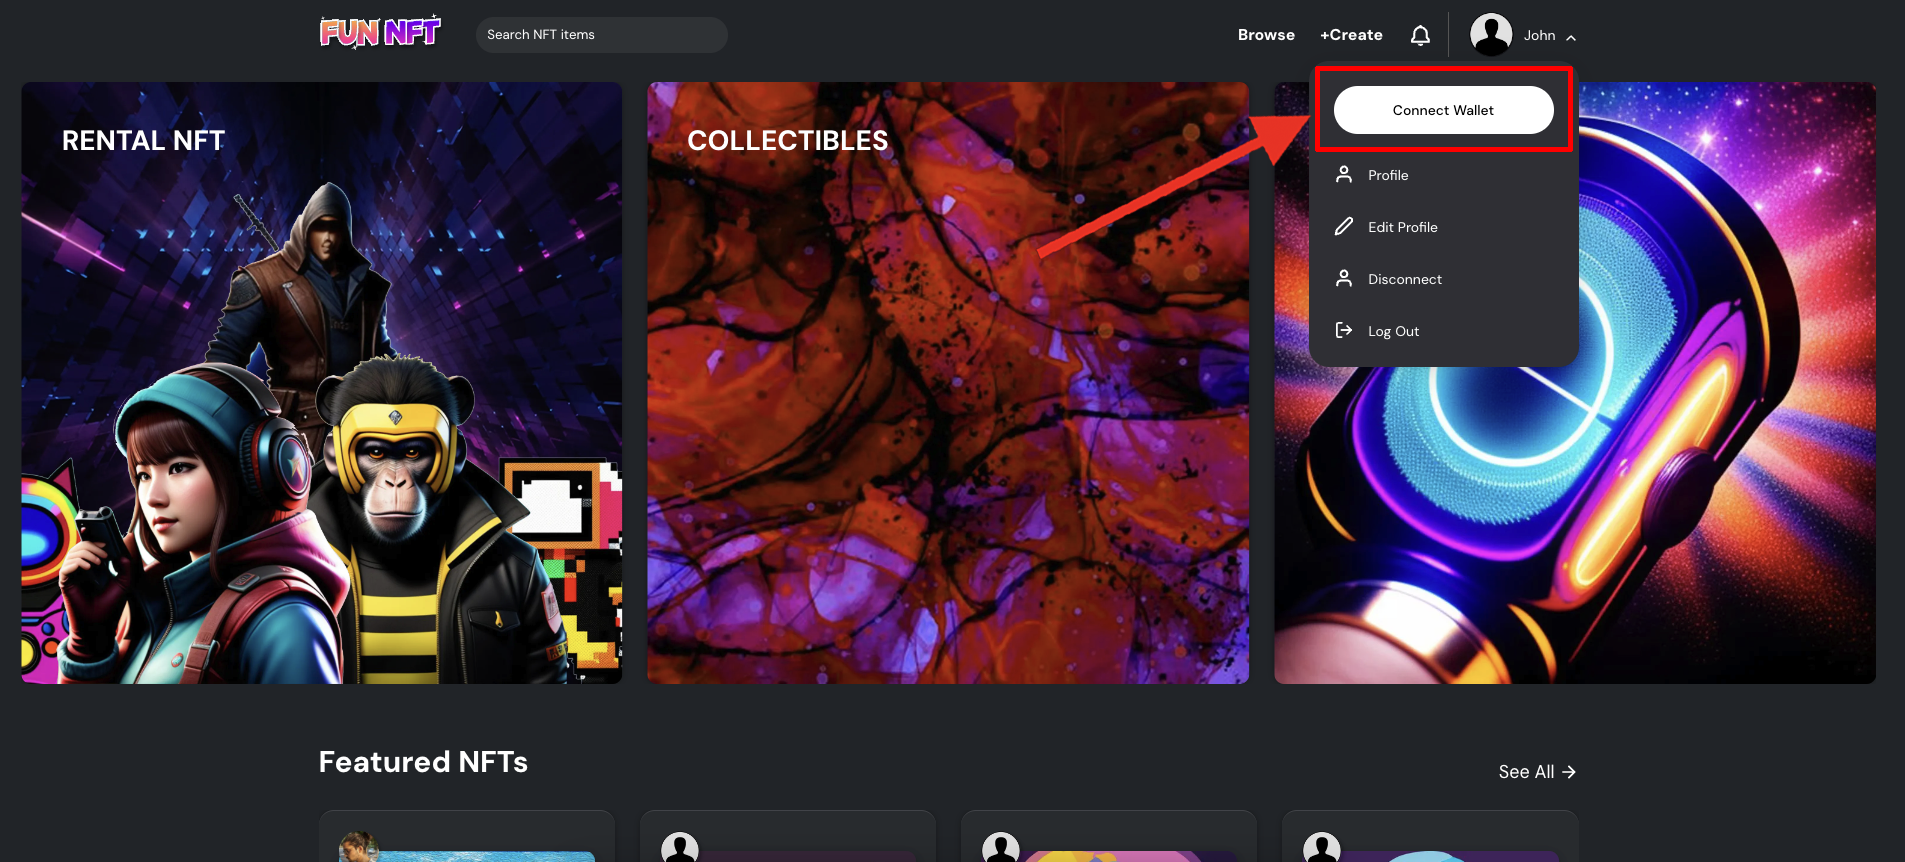 FUN NFT
Search NFT items
Browse
+Create
John
Connect Wallet
Profile
Edit Profile
Disconnect
Log Out
RENTAL NFT
COLLECTIBLES
Featured NFTs
See All